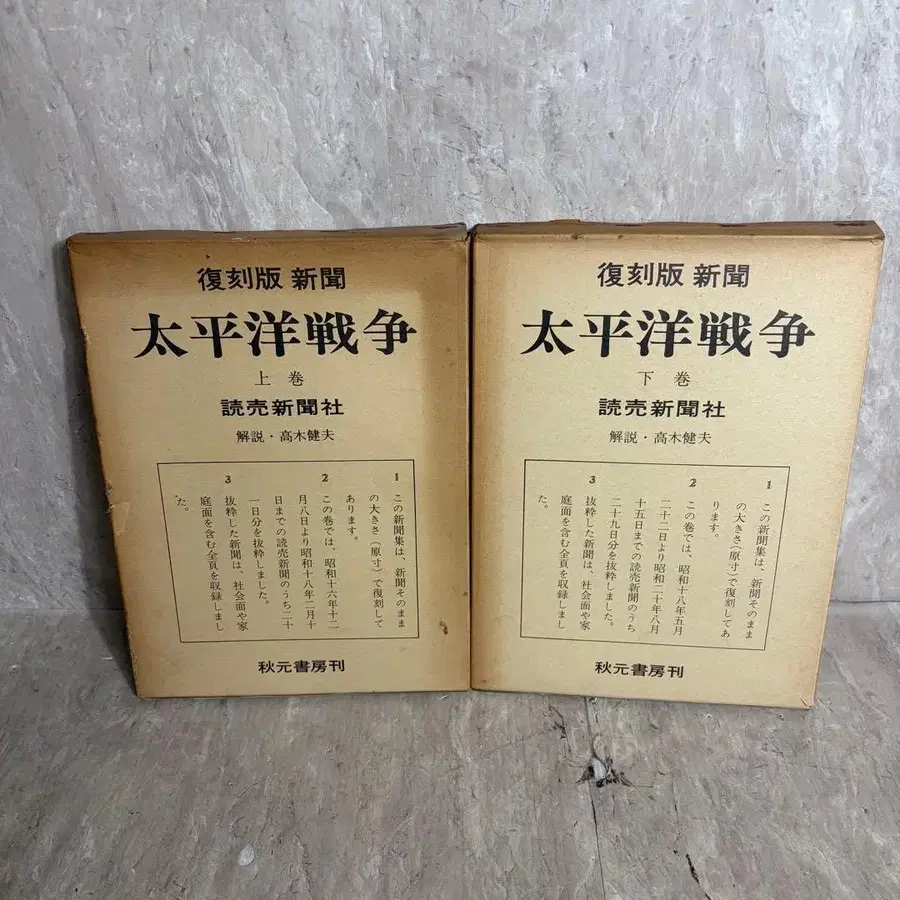 復刻版 新聞
太平洋戦争
上巻
読売新聞社
解説・高木健夫
1 この新聞集は、新聞そのまま
の大きさ(原寸)で復刻して
あります。
2 この巻では、昭和十六年十二
月八日より昭和十八年二月十
日までの読売新聞のうち二十
一日分を抜粋しました。
3 抜粋した新聞は、社会面や家
庭面を含む全頁を収録しまし
た。
秋元書房刊
復刻版 新聞
太平洋戦争
下巻
読売新聞社
解説・高木健夫
1 この新聞集は、新聞そのまま
の大きさ(原寸)で復刻してあ
ります。
2 この巻では、昭和十八年五月
二十二日より昭和二十年八月
十五日までの読売新聞のうち
二十九日分を抜粋しました。
3 抜粋した新聞は、社会面や家
庭面を含む全頁を収録しまし
た。
秋元書房刊